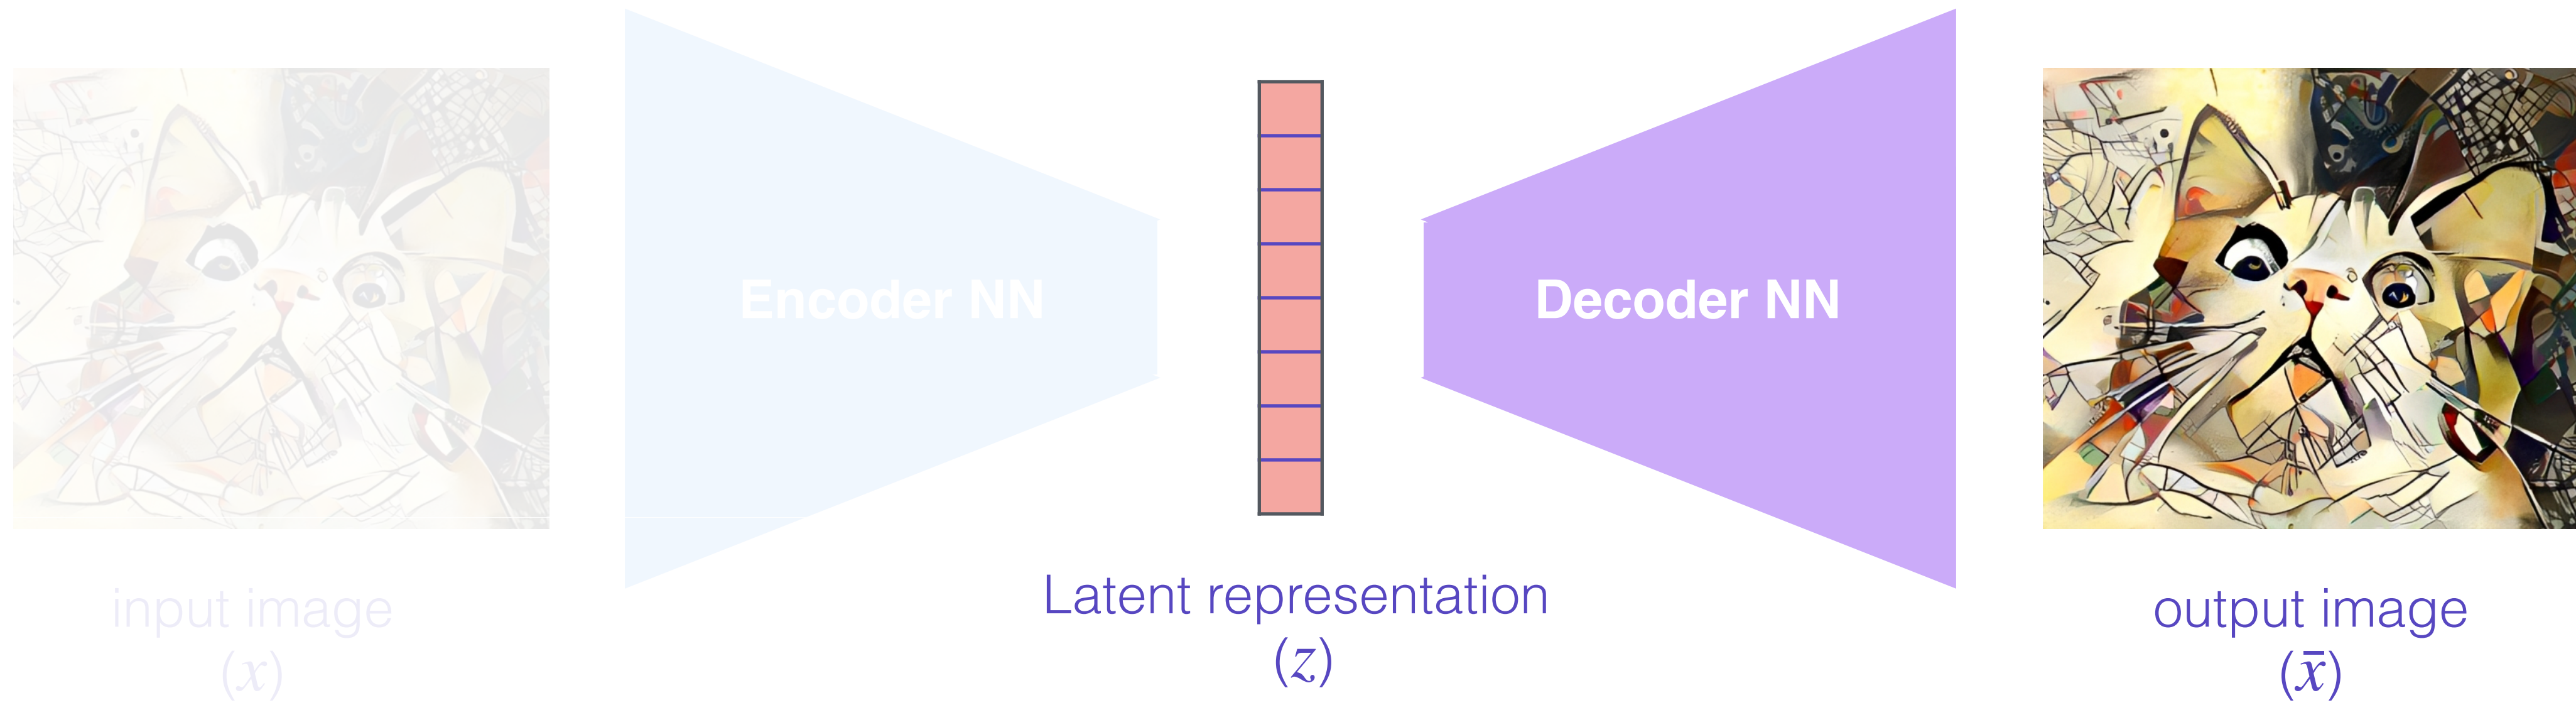 Encoder NN
Decoder NN
input image
(x)
Latent representation
(z)
output image
(x̄)